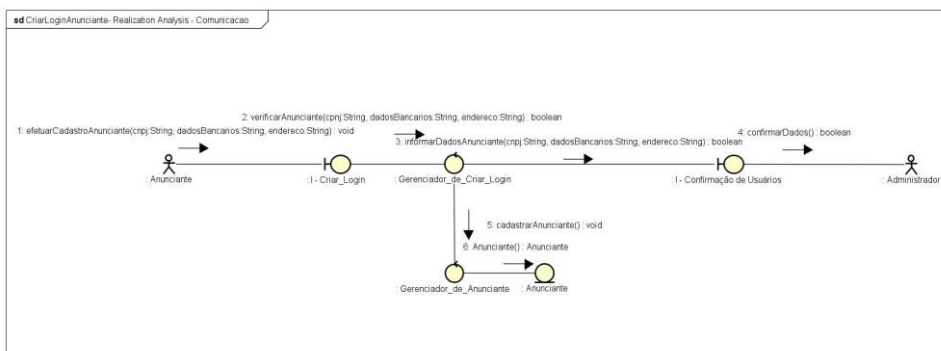 sd CriarLoginAnunciante- Realization Analysis - Comunicacao
2: verificarAnunciante(cpnj:String, dadosBancarios:String, endereco:String) : boolean
1: efetuarCadastroAnunciante(cnpj:String, dadosBancarios:String, endereco:String) : void
4: confirmarDados() : boolean
3: informarDadosAnunciante(cnpj:String, dadosBancarios:String, endereco:String) : boolean
: Anunciante
: I - Criar_Login
: Gerenciador_de_Criar_Login
: I - Confirmação de Usuários
: Administrador
5: cadastrarAnunciante() : void
6: Anunciante() : Anunciante
: Gerenciador_de_Anunciante
: Anunciante